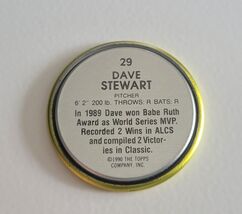 29
DAVE
STEWART
PITCHER
6' 2" 200 lb. THROWS: R BATS: R
In 1989 Dave won Babe Ruth
Award as World Series MVP.
Recorded 2 Wins in ALCS
and compiled 2 Victor-
ies in Classic.
©1990 THE TOPPS
COMPANY, INC.